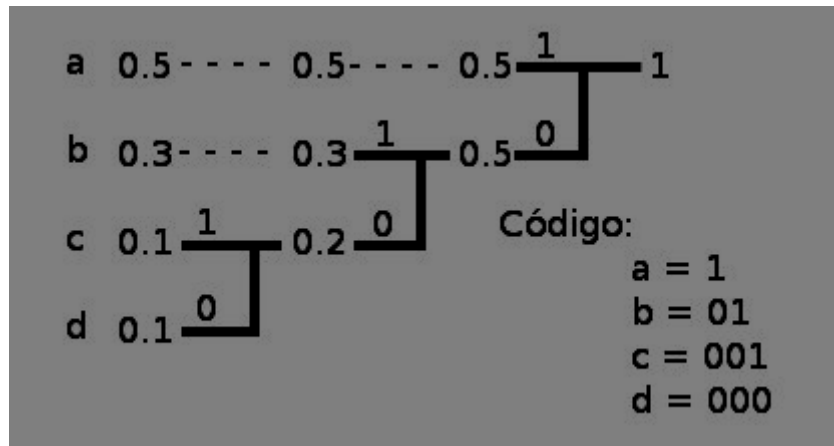 a 0.5 - - - - 0.5 - - - - 0.5 1 1
b 0.3 - - - - 0.3 1 0.5 0
c 0.1 1 0.2 0
d 0.1 0
Código:
a = 1
b = 01
c = 001
d = 000